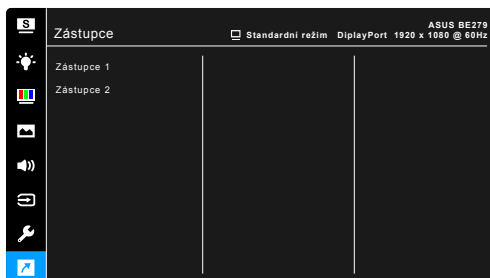 S
ASUS BE279
Zástupce
Standardní režim DiplayPort 1920 x 1080 @ 60Hz
Zástupce 1
Zástupce 2